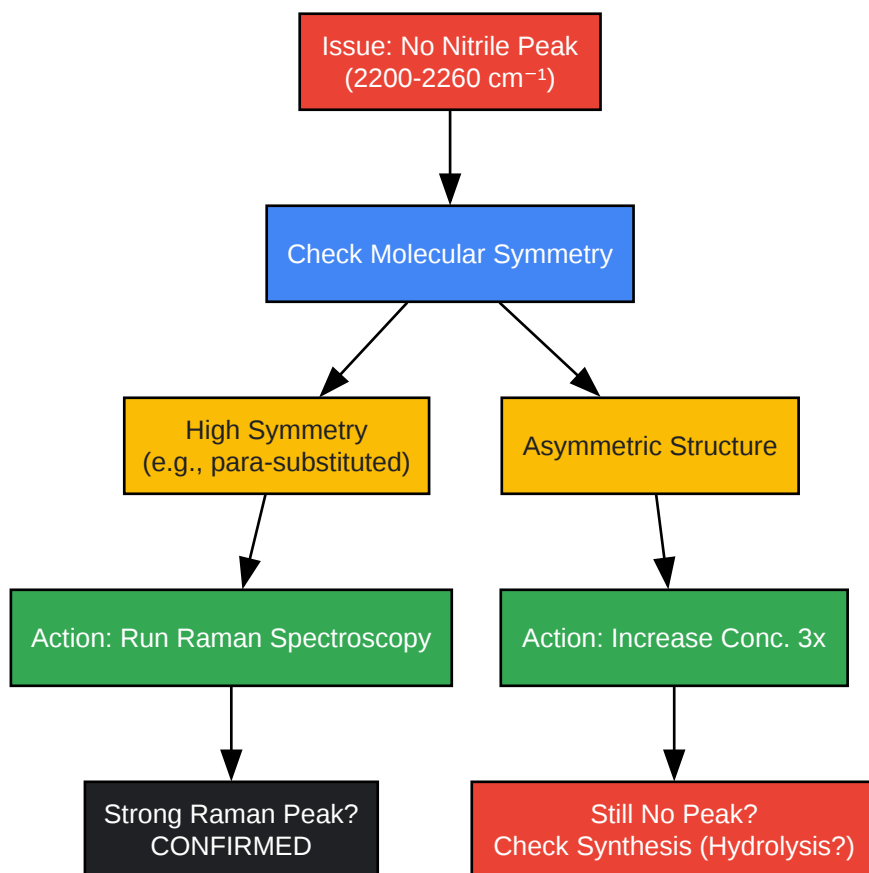 Issue: No Nitrile Peak
(2200-2260 cm⁻¹)
Check Molecular Symmetry
High Symmetry
(e.g., para-substituted)
Asymmetric Structure
Action: Run Raman Spectroscopy
Action: Increase Conc. 3x
Strong Raman Peak?
CONFIRMED
Still No Peak?
Check Synthesis (Hydrolysis?)